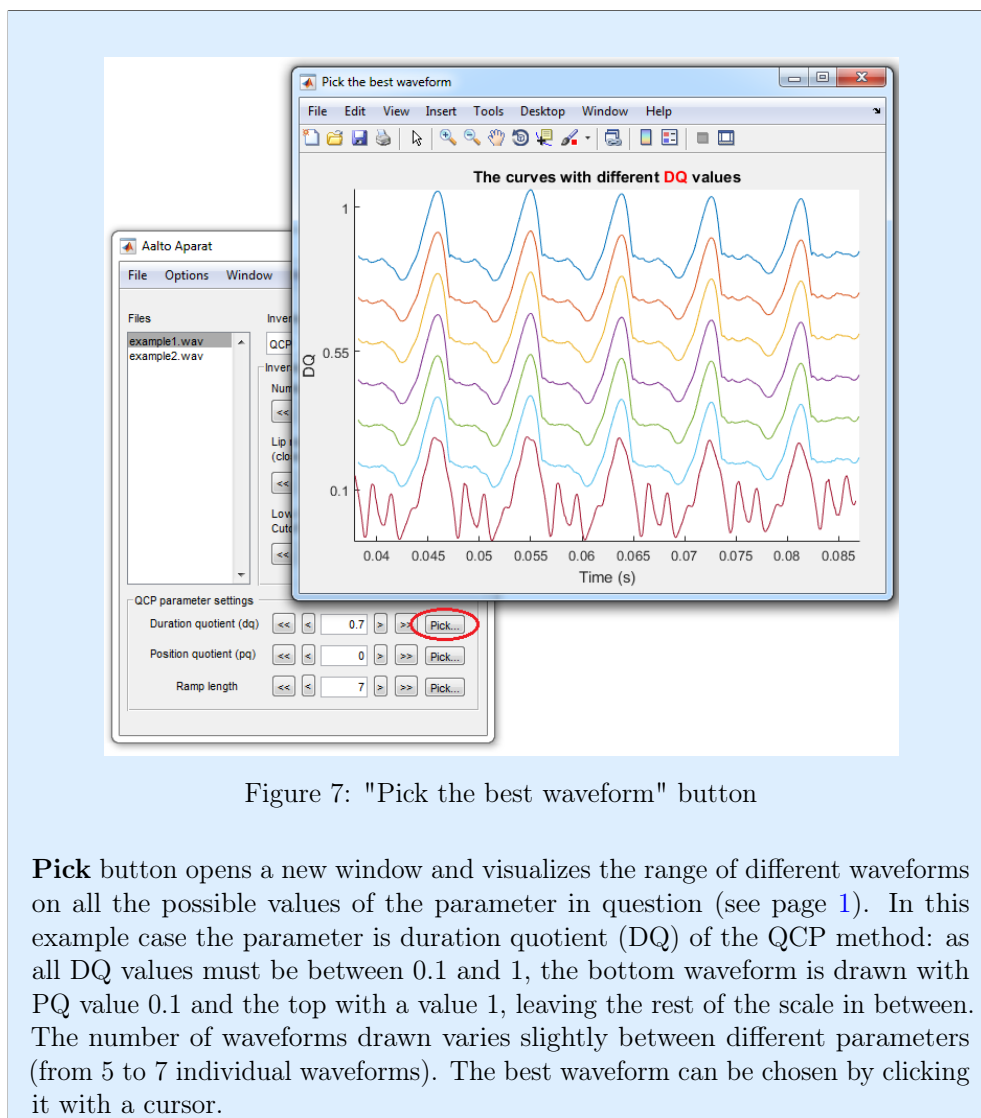 Pick the best waveform
File Edit View Insert Tools Desktop Window Help
The curves with different DQ values
1
0.55
0.1
DQ
0.04 0.045 0.05 0.055 0.06 0.065 0.07 0.075 0.08 0.085
Time (s)
Aalto Aparat
File Options Window
Files
example1.wav
example2.wav
QCP
<<
<<
<<
QCP parameter settings
Duration quotient (dq) << < 0.7 > >> Pick...
Position quotient (pq) << < 0 > >> Pick...
Ramp length << < 7 > >> Pick...
Figure 7: "Pick the best waveform" button
Pick button opens a new window and visualizes the range of different waveforms
on all the possible values of the parameter in question (see page 1). In this
example case the parameter is duration quotient (DQ) of the QCP method: as
all DQ values must be between 0.1 and 1, the bottom waveform is drawn with
PQ value 0.1 and the top with a value 1, leaving the rest of the scale in between.
The number of waveforms drawn varies slightly between different parameters
(from 5 to 7 individual waveforms). The best waveform can be chosen by clicking
it with a cursor.